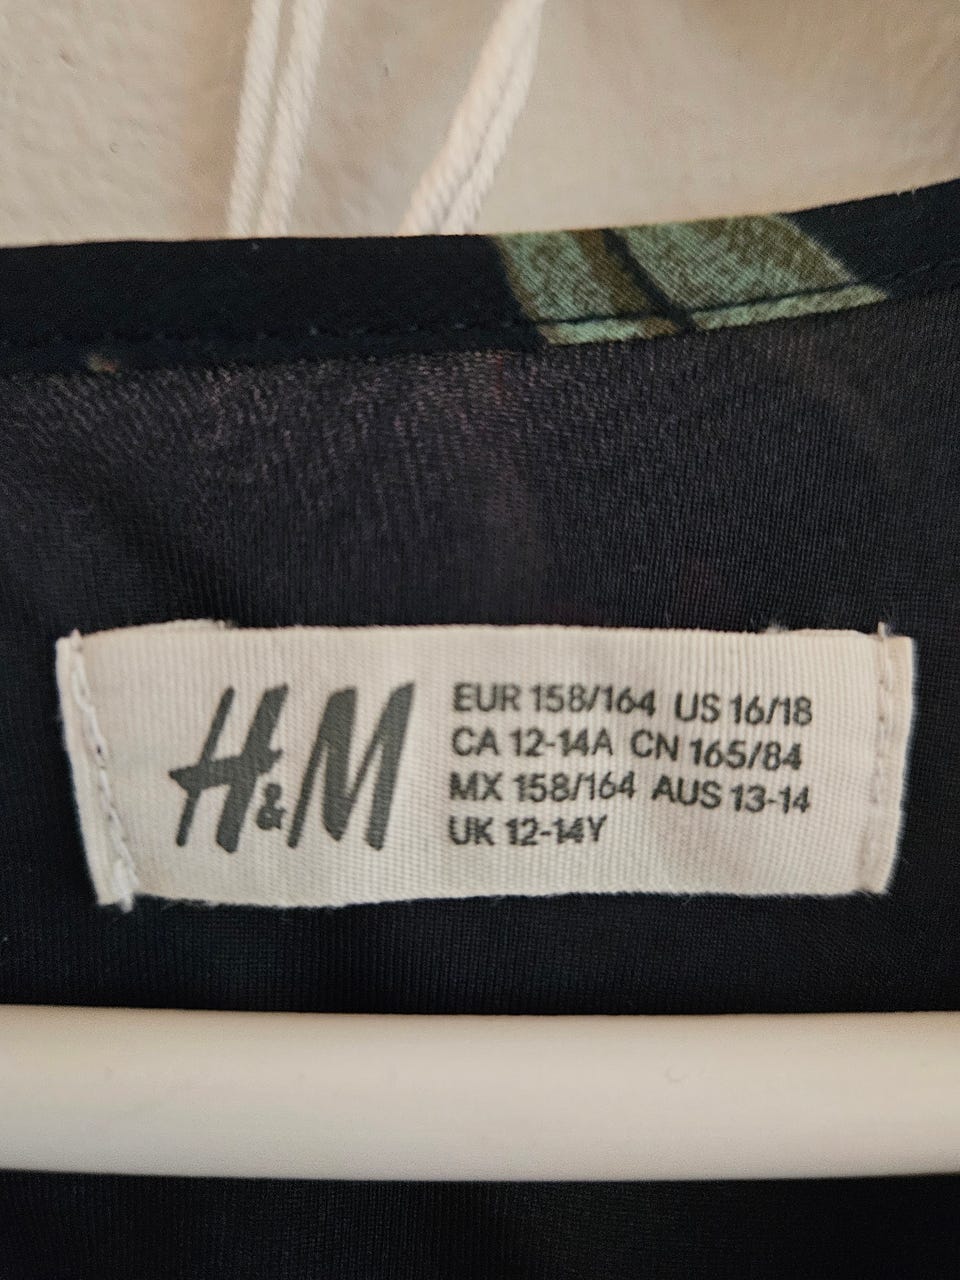 H&M
EUR 158/164 US 16/18
CA 12-14A CN 165/84
MX 158/164 AUS 13-14
UK 12-14Y